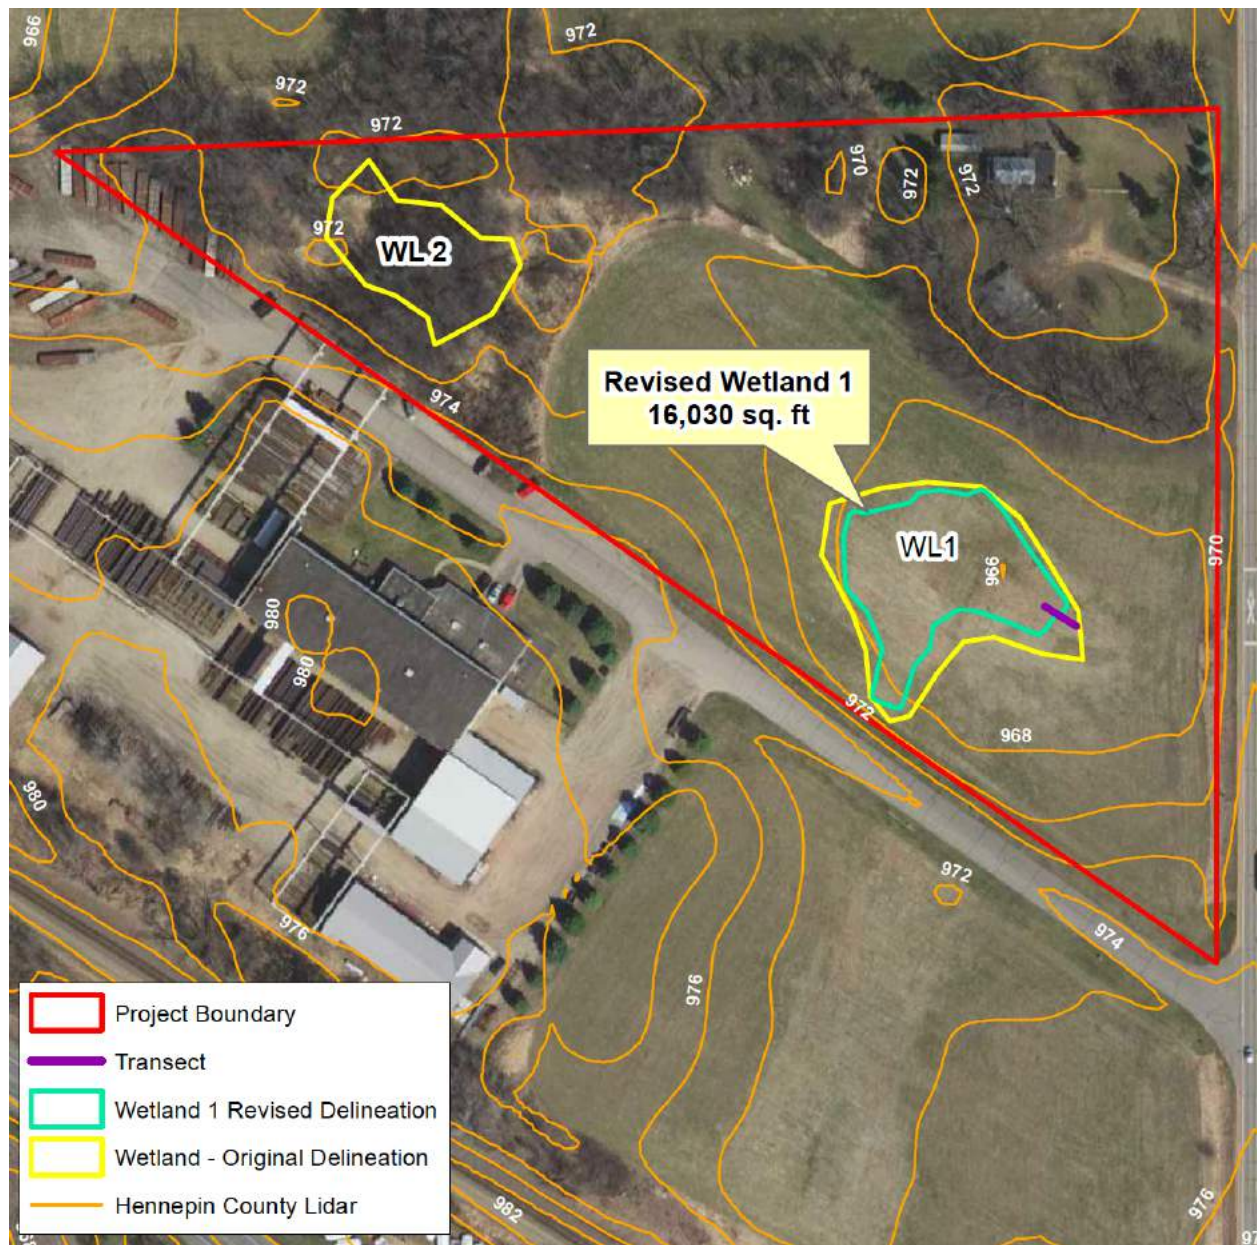 966
972
972
972
970
972
972
972
WL2
974
Revised Wetland 1
16,030 sq. ft
WL1
966
970
980
980
972
968
980
972
976
974
976
982
976
Project Boundary
Transect
Wetland 1 Revised Delineation
Wetland - Original Delineation
Hennepin County Lidar